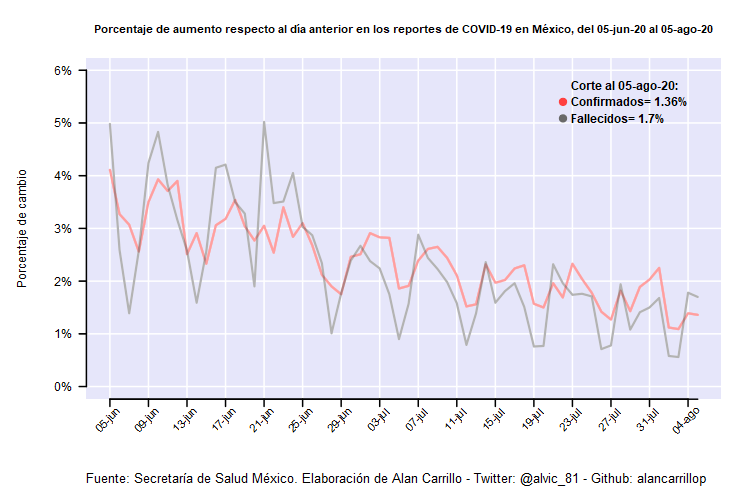 Porcentaje de aumento respecto al día anterior en los reportes de COVID-19 en México, del 05-jun-20 al 05-ago-20
Corte al 05-ago-20:
Confirmados= 1.36%
Fallecidos= 1.7%
Porcentaje de cambio
6%
5%
4%
3%
2%
1%
0%
05-jun
09-jun
13-jun
17-jun
21-jun
25-jun
29-jun
03-jul
07-jul
11-jul
15-jul
19-jul
23-jul
27-jul
31-jul
04-ago
Fuente: Secretaría de Salud México. Elaboración de Alan Carrillo - Twitter: @alvic_81 - Github: alancarrillop